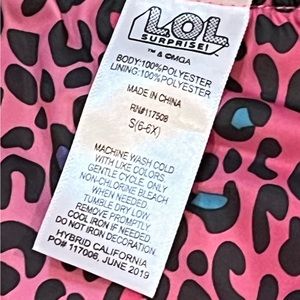 L.O.L.
SURPRISE!
™ & ©MGA
BODY:100%POLYESTER
LINING:100%POLYESTER
MADE IN CHINA
RN#117508
S(6-6X)
MACHINE WASH COLD
WITH LIKE COLORS.
GENTLE CYCLE ONLY
NON-CHLORINE BLEACH
WHEN NEEDED
TUMBLE DRY LOW.
REMOVE PROMPTLY
COOL IRON IF NEEDED
DO NOT IRON DECORATION.
HYBRID CALIFORNIA
PO# 117006, JUNE 2019